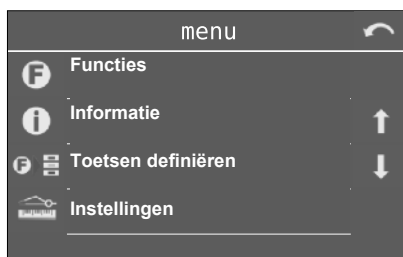 menu
Functies
Informatie
Toetsen definiëren
Instellingen